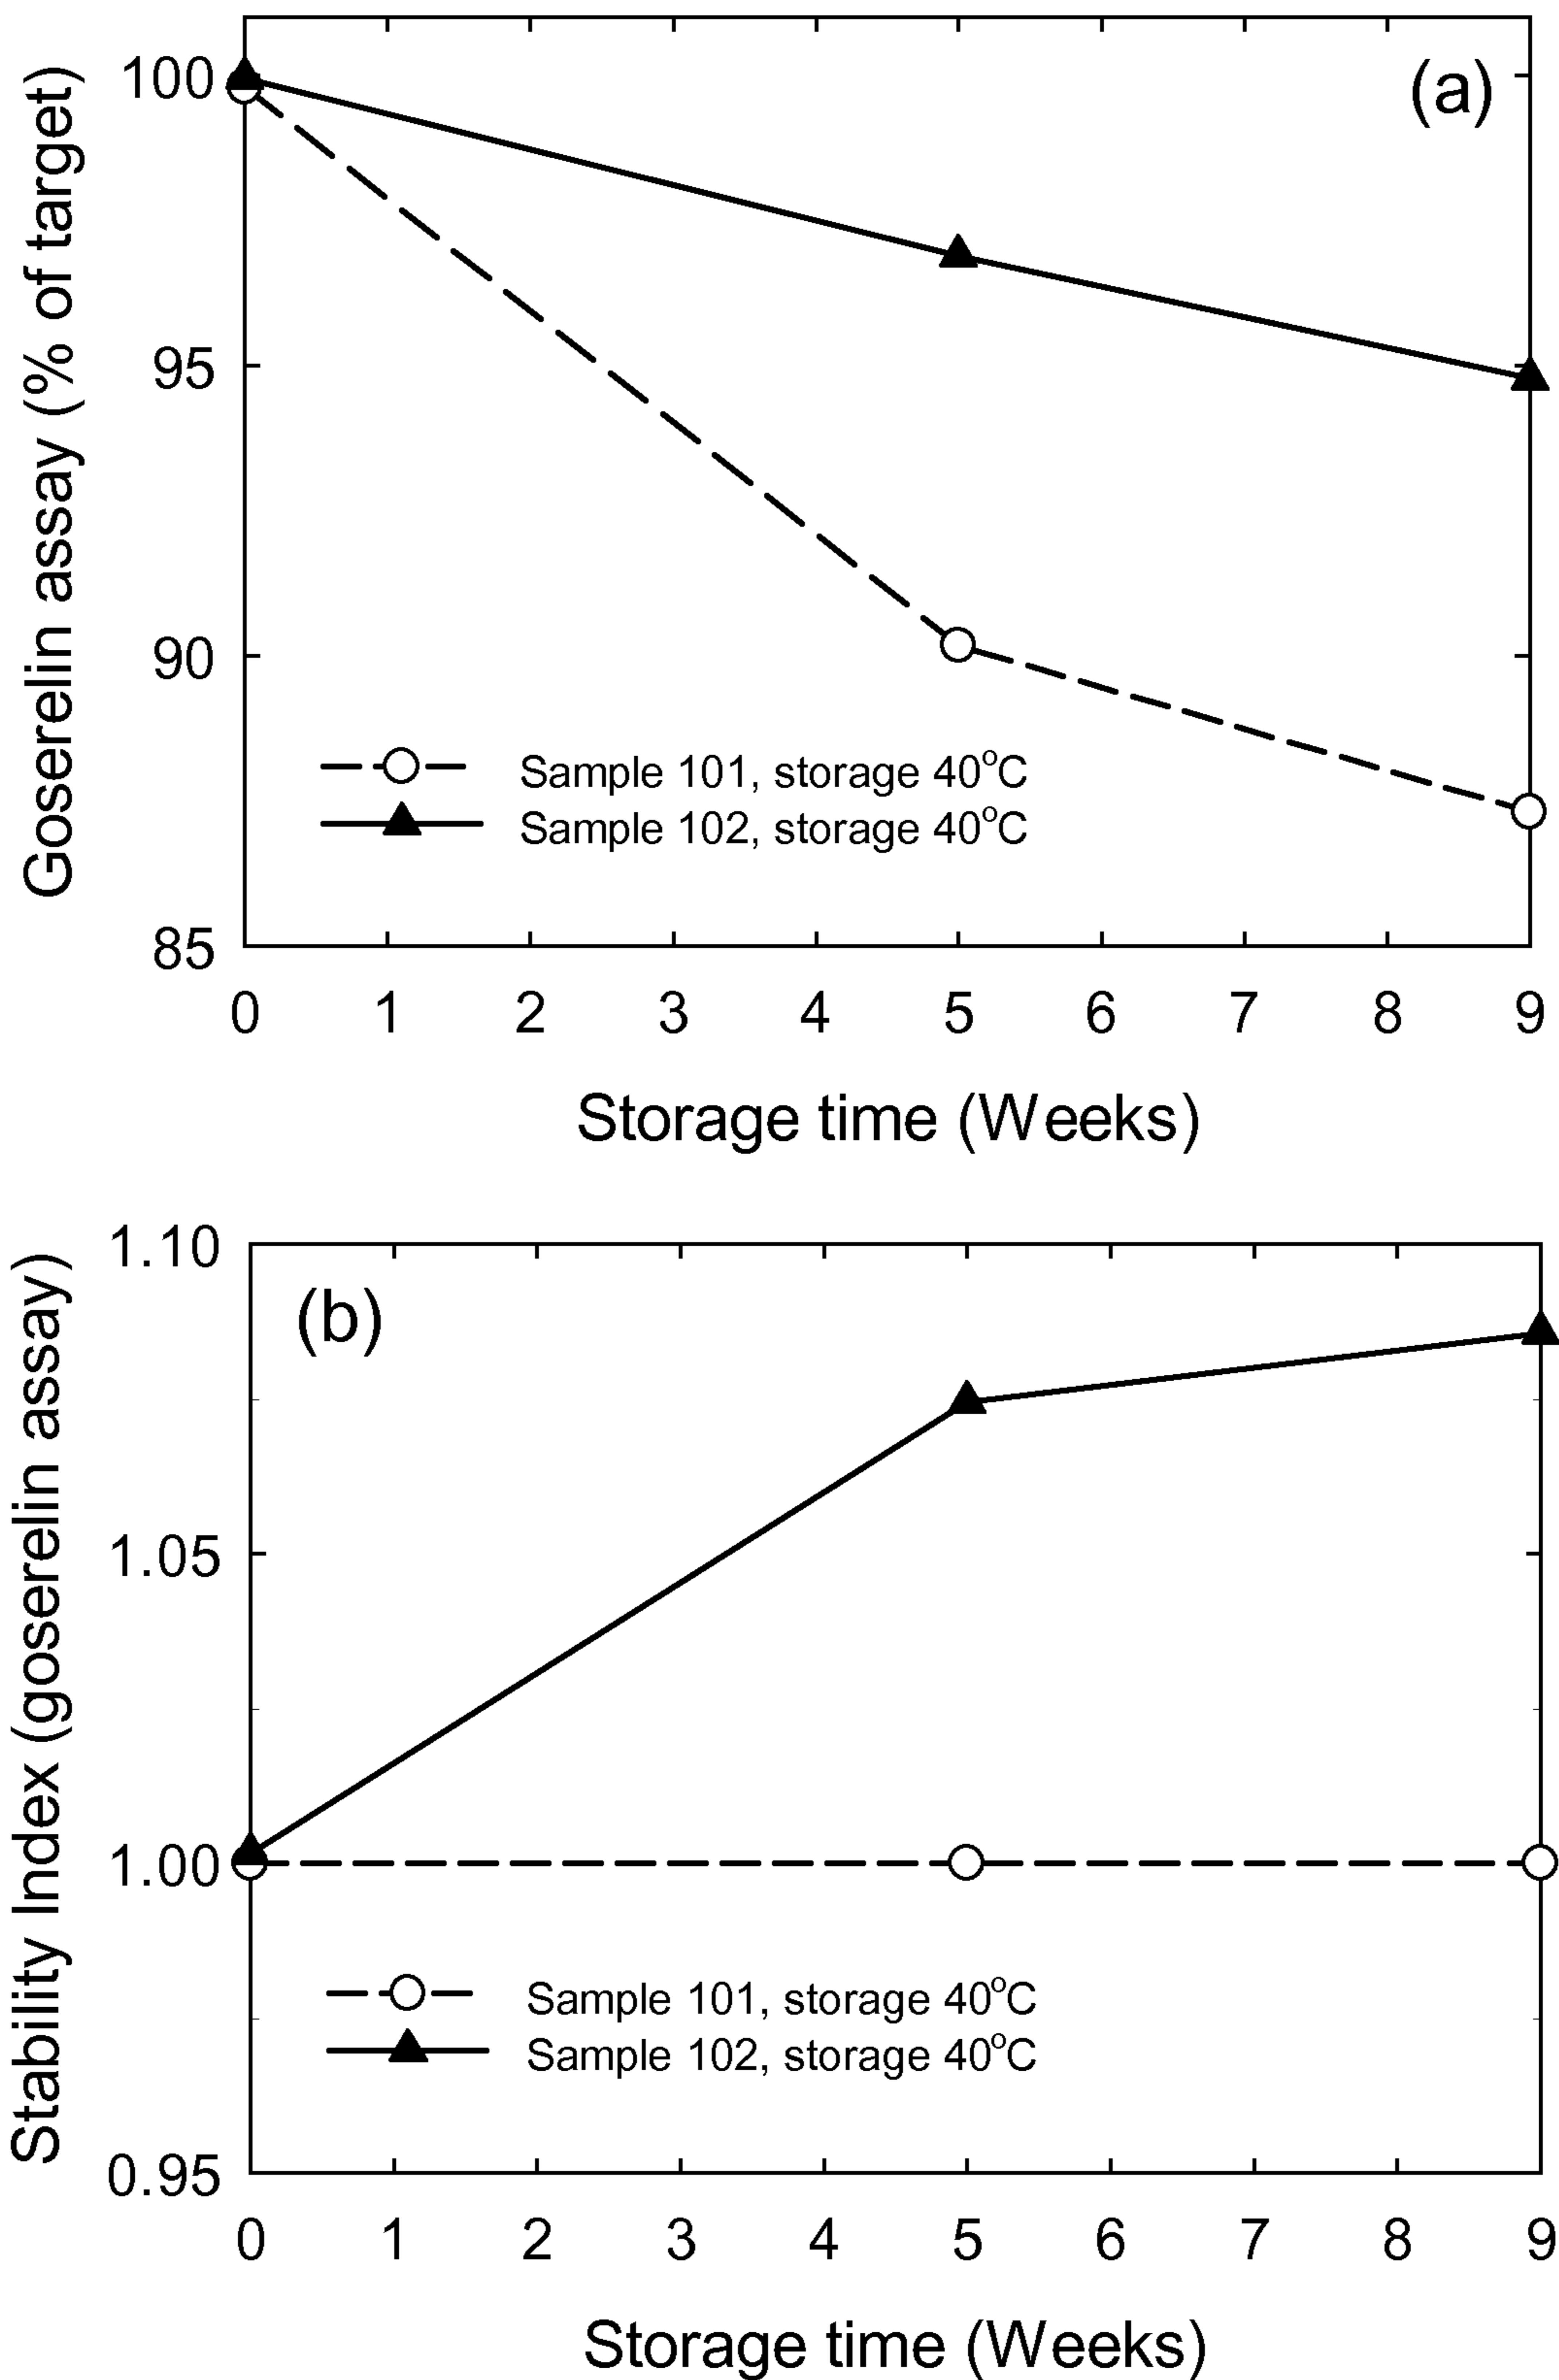 Goserelin assay (% of target)
(a)
100
95
90
85
Sample 101, storage 40°C
Sample 102, storage 40°C
0 1 2 3 4 5 6 7 8 9
Storage time (Weeks)
Stability Index (goserelin assay)
(b)
1.10
1.05
1.00
0.95
Sample 101, storage 40°C
Sample 102, storage 40°C
0 1 2 3 4 5 6 7 8 9
Storage time (Weeks)